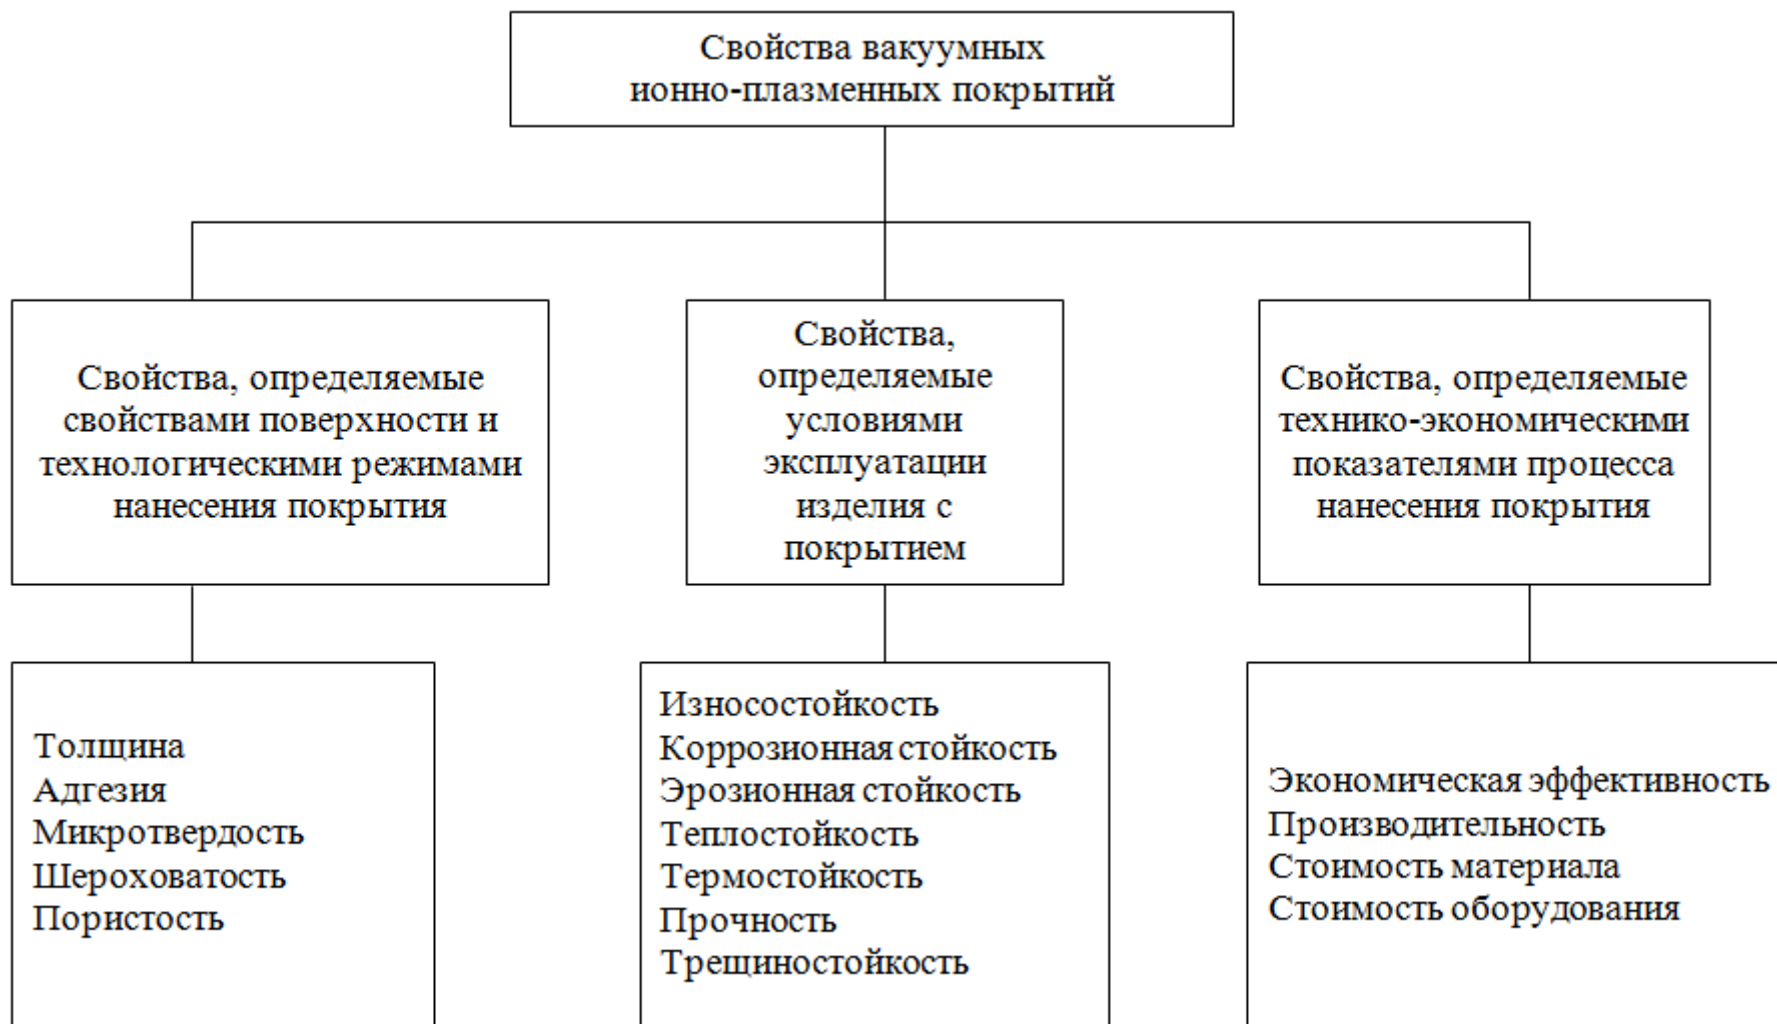 Свойства вакуумных
ионно-плазменных покрытий
Свойства, определяемые
свойствами поверхности и
технологическими режимами
нанесения покрытия
Свойства,
определяемые
условиями
эксплуатации
изделия с
покрытием
Свойства, определяемые
технико-экономическими
показателями процесса
нанесения покрытия
Толщина
Адгезия
Микротвердость
Шероховатость
Пористость
Износостойкость
Коррозионная стойкость
Эрозионная стойкость
Теплостойкость
Термостойкость
Прочность
Трещиностойкость
Экономическая эффективность
Производительность
Стоимость материала
Стоимость оборудования